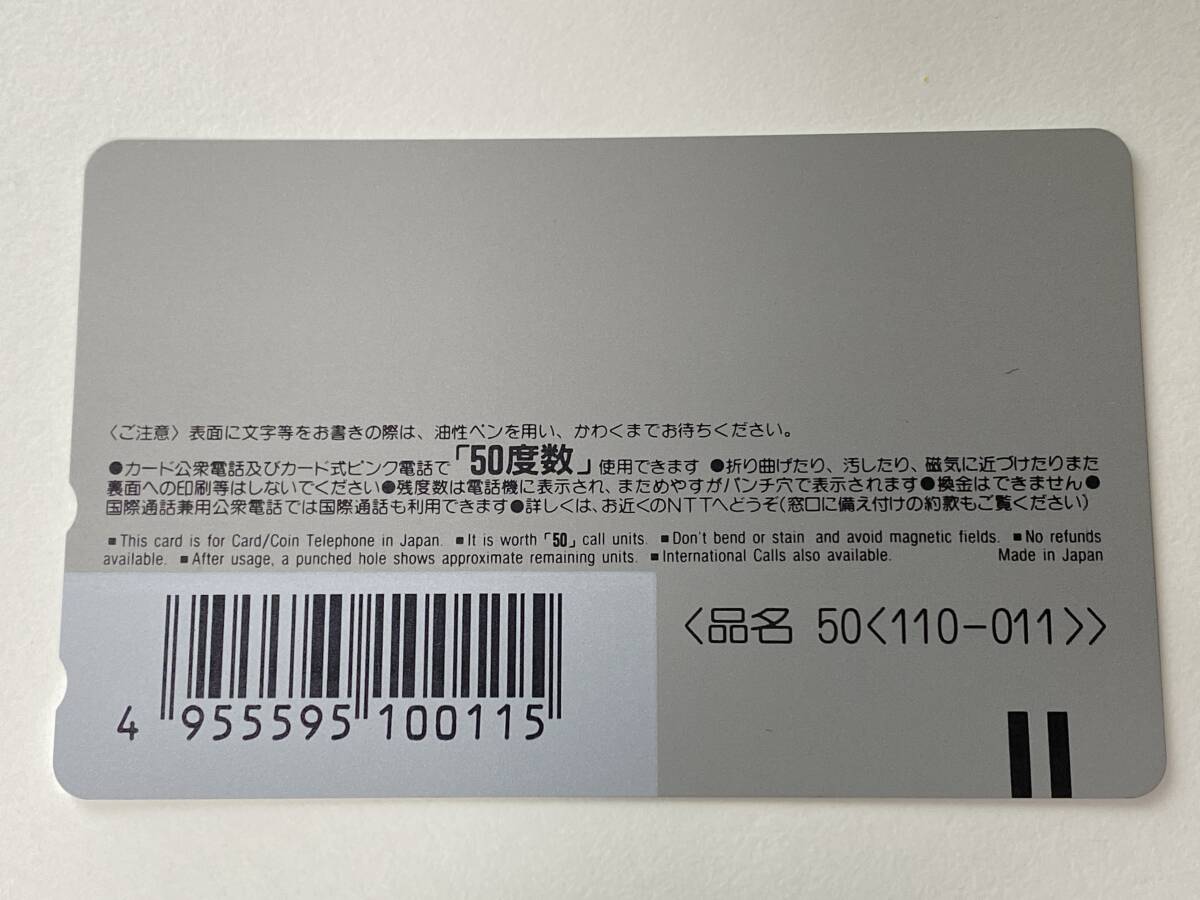 〈ご注意〉表面に文字等をお書きの際は、油性ペンを用い、かわくまでお待ちください。
●カード公衆電話及びカード式ピンク電話で「50度数」使用できます ●折り曲げたり、汚したり、磁気に近づけたりまた
裏面への印刷等はしないでください●残度数は電話機に表示され、まためやすがパンチ穴で表示されます●換金はできません●
国際通話兼用公衆電話では国際通話も利用できます●詳しくは、お近くのNTTへどうぞ(窓口に備え付けの約款もご覧ください)
■This card is for Card/Coin Telephone in Japan. ■It is worth「50」call units. ■Don't bend or stain and avoid magnetic fields. ■No refunds
available. ■After usage, a punched hole shows approximate remaining units. ■International Calls also available. Made in Japan
〈品名 50〈110-011〉〉
4 955595 100115